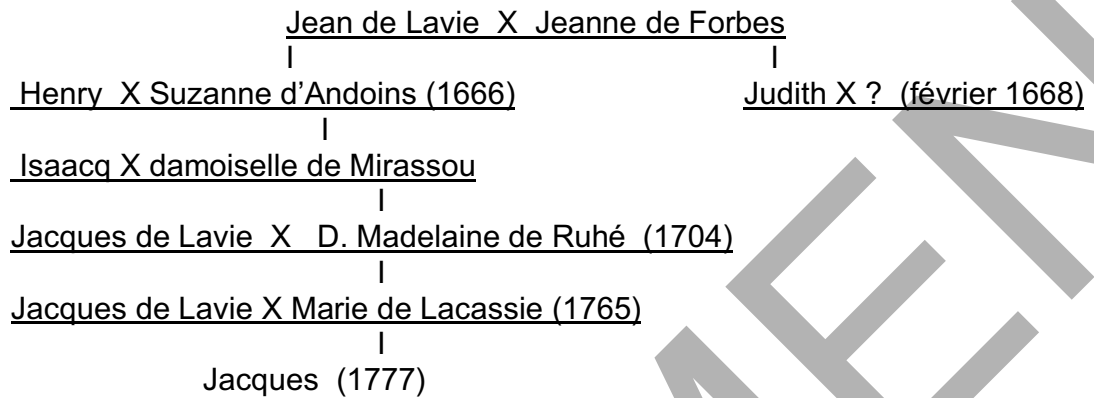 Jean de Lavie X Jeanne de Forbes
I I
Henry X Suzanne d’Andoins (1666) Judith X ? (février 1668)
I
Isaacq X damoiselle de Mirassou
I
Jacques de Lavie X D. Madelaine de Ruhé (1704)
I
Jacques de Lavie X Marie de Lacassie (1765)
I
Jacques (1777)